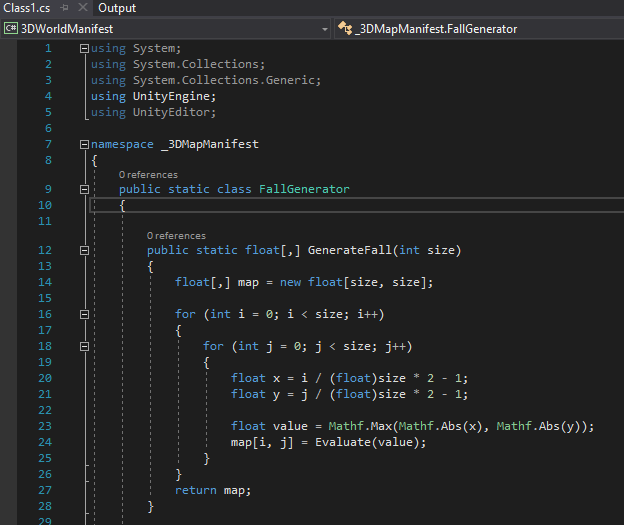 Class1.cs Output
C# 3DWorldManifest _3DMapManifest.FallGenerator
1 using System;
2 using System.Collections;
3 using System.Collections.Generic;
4 using UnityEngine;
5 using UnityEditor;
6
7 namespace _3DMapManifest
8 {
0 references
9 public static class FallGenerator
10 {
11
0 references
12 public static float[,] GenerateFall(int size)
13 {
14 float[,] map = new float[size, size];
15
16 for (int i = 0; i < size; i++)
17 {
18 for (int j = 0; j < size; j++)
19 {
20 float x = i / (float)size * 2 - 1;
21 float y = j / (float)size * 2 - 1;
22
23 float value = Mathf.Max(Mathf.Abs(x), Mathf.Abs(y));
24 map[i, j] = Evaluate(value);
25 }
26 }
27 return map;
28 }
29